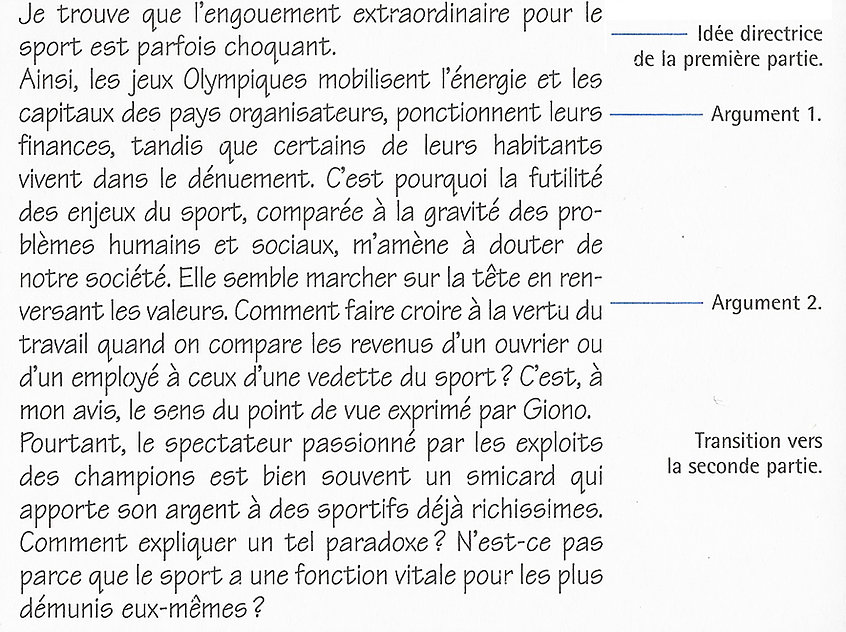 Je trouve que l'engouement extraordinaire pour le
sport est parfois choquant.
Ainsi, les jeux Olympiques mobilisent l'énergie et les
capitaux des pays organisateurs, ponctionnent leurs
finances, tandis que certains de leurs habitants
vivent dans le dénuement. C'est pourquoi la futilité
des enjeux du sport, comparée à la gravité des pro-
blèmes humains et sociaux, m'amène à douter de
notre société. Elle semble marcher sur la tête en ren-
versant les valeurs. Comment faire croire à la vertu du
travail quand on compare les revenus d'un ouvrier ou
d'un employé à ceux d'une vedette du sport ? C'est, à
mon avis, le sens du point de vue exprimé par Giono.
Pourtant, le spectateur passionné par les exploits
des champions est bien souvent un smicard qui
apporte son argent à des sportifs déjà richissimes.
Comment expliquer un tel paradoxe ? N'est-ce pas
parce que le sport a une fonction vitale pour les plus
démunis eux-mêmes ?
Idée directrice
de la première partie.
Argument 1.
Argument 2.
Transition vers
la seconde partie.